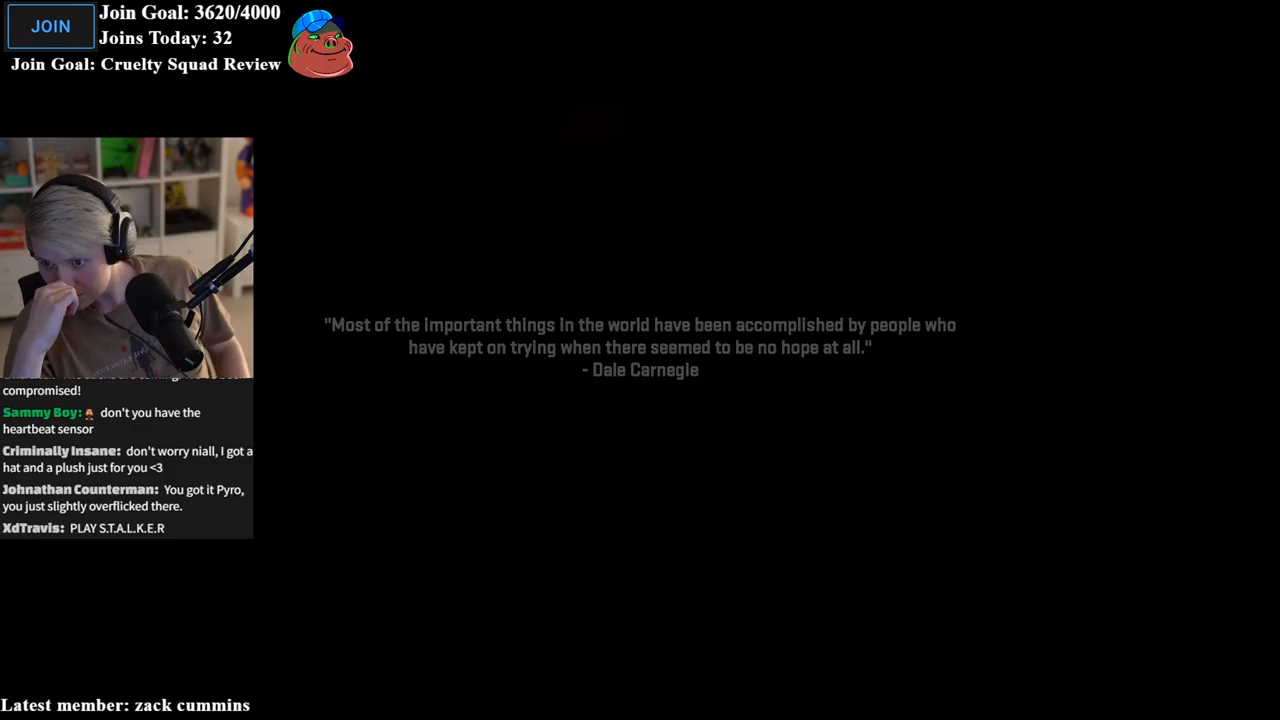 JOIN
Join Goal: 3620/4000
Joins Today: 32
Join Goal: Cruelty Squad Review
"Most of the important things in the world have been accomplished by people who
have kept on trying when there seemed to be no hope at all."
- Dale Carnegie
compromised!
Sammy Boy: don't you have the
heartbeat sensor
Criminally Insane: don't worry niall, I got a
hat and a plush just for you <3
Johnathan Counterman: You got it Pyro,
you just slightly overflicked there.
XdTravis: PLAY S.T.A.L.K.E.R
Latest member: zack cummins